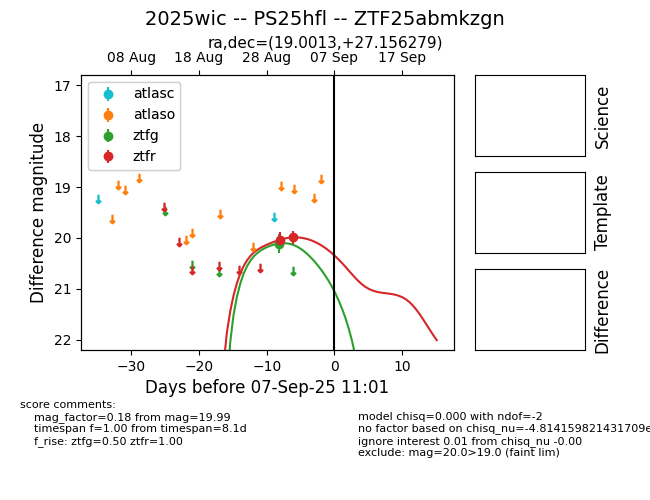 2025wic -- PS25hfl -- ZTF25abmkzgn
ra,dec=(19.0013,+27.156279)
08 Aug 18 Aug 28 Aug 07 Sep 17 Sep
atlasc
atlaso
ztfg
ztfr
17
18
19
20
21
22
Difference magnitude
−30 −20 −10 0 10
Days before 07-Sep-25 11:01
Science
Template
Difference
score comments:
mag_factor=0.18 from mag=19.99
timespan f=1.00 from timespan=8.1d
f_rise: ztfg=0.50 ztfr=1.00
model chisq=0.000 with ndof=-2
no factor based on chisq_nu=-4.814159821431709e
ignore interest 0.01 from chisq_nu -0.00
exclude: mag=20.0>19.0 (faint lim)